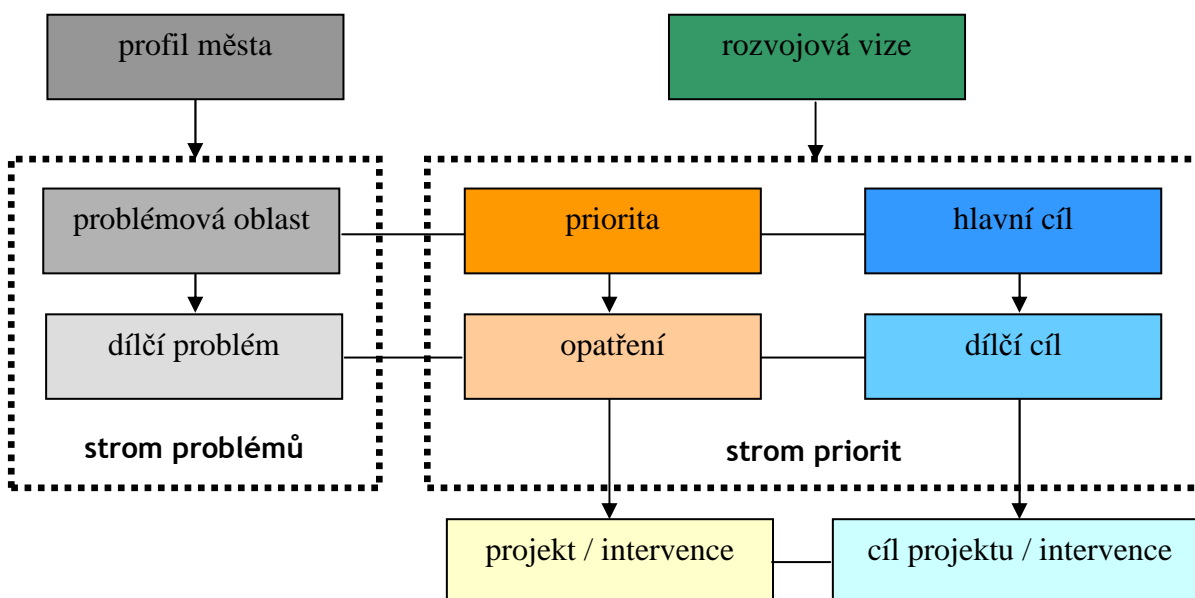 profil města
rozvojová vize
problémová oblast
priorita
hlavní cíl
dílčí problém
opatření
dílčí cíl
strom problémů
strom priorit
projekt / intervence
cíl projektu / intervence